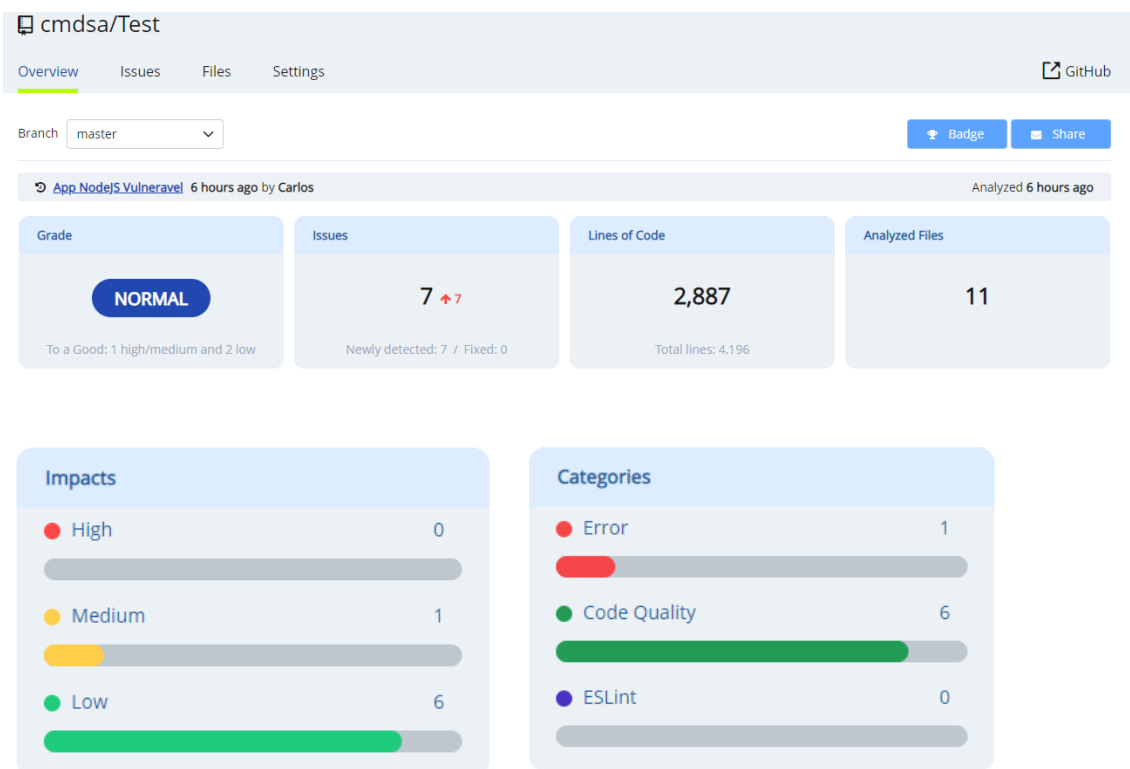 cmdsa/Test
Overview Issues Files Settings GitHub
Branch master Badge Share
App NodeJS Vulneravel 6 hours ago by Carlos Analyzed 6 hours ago
Grade Issues Lines of Code Analyzed Files
NORMAL 7 7 2,887 11
To a Good: 1 high/medium and 2 low Newly detected: 7 / Fixed: 0 Total lines: 4,196
Impacts Categories
High 0 Error 1
Medium 1 Code Quality 6
Low 6 ESLint 0